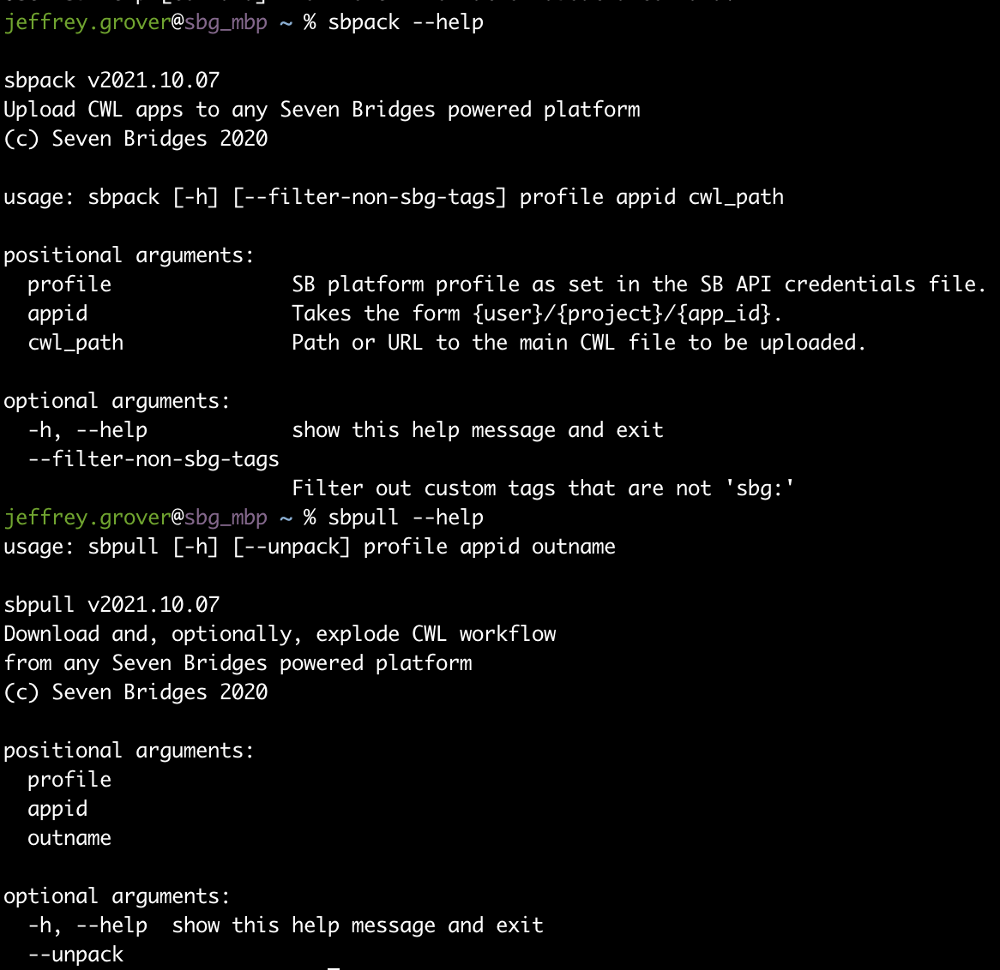 jeffrey.grover@sbg_mbp ~ % sbpack --help
sbpack v2021.10.07
Upload CWL apps to any Seven Bridges powered platform
(c) Seven Bridges 2020
usage: sbpack [-h] [--filter-non-sbg-tags] profile appid cwl_path
positional arguments:
  profile               SB platform profile as set in the SB API credentials file.
  appid                 Takes the form {user}/{project}/{app_id}.
  cwl_path              Path or URL to the main CWL file to be uploaded.
optional arguments:
  -h, --help            show this help message and exit
  --filter-non-sbg-tags
                        Filter out custom tags that are not 'sbg:'
jeffrey.grover@sbg_mbp ~ % sbpull --help
usage: sbpull [-h] [--unpack] profile appid outname
sbpull v2021.10.07
Download and, optionally, explode CWL workflow
from any Seven Bridges powered platform
(c) Seven Bridges 2020
positional arguments:
  profile
  appid
  outname
optional arguments:
  -h, --help  show this help message and exit
  --unpack